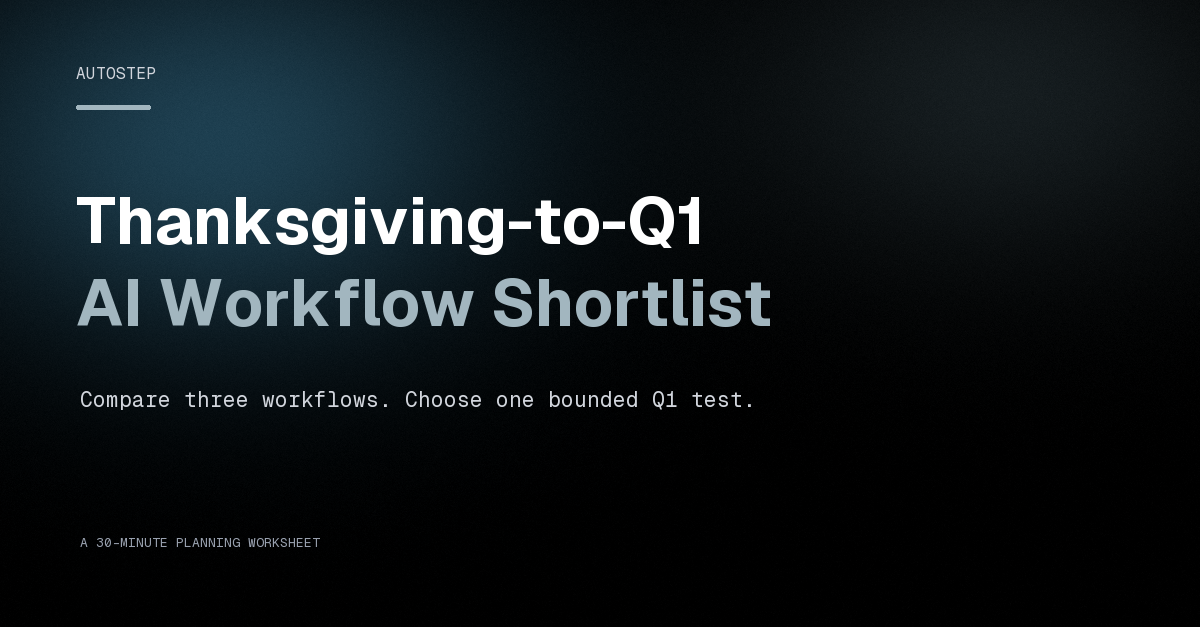 AUTOSTEP
Thanksgiving-to-Q1
AI Workflow Shortlist
Compare three workflows. Choose one bounded Q1 test.
A 30-MINUTE PLANNING WORKSHEET